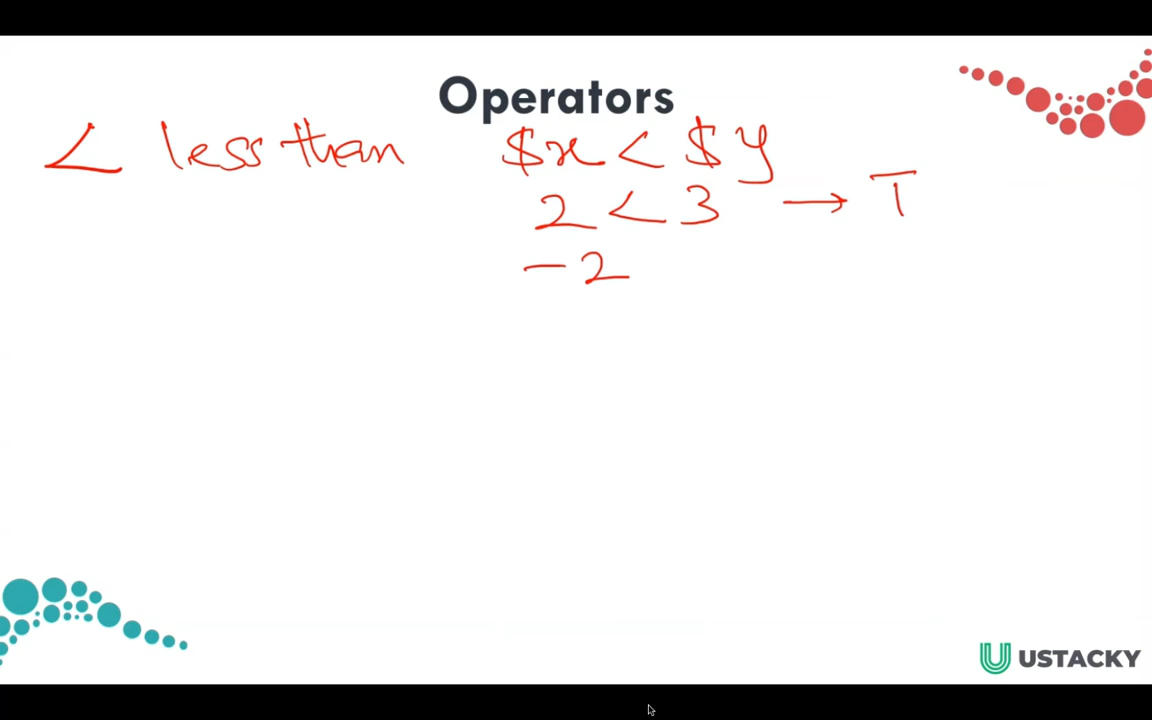 Operators
< less than $x < $y
2 < 3 → T
-2
USTACKY